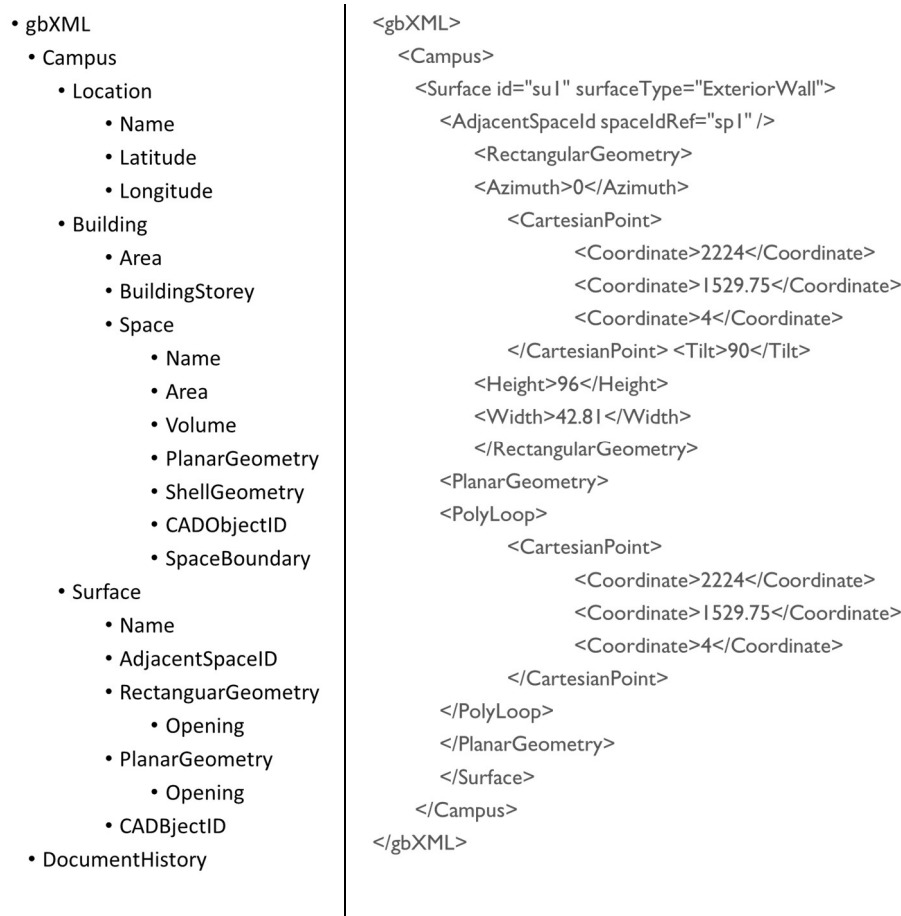 • gbXML
• Campus
• Location
• Name
• Latitude
• Longitude
• Building
• Area
• BuildingStorey
• Space
• Name
• Area
• Volume
• PlanarGeometry
• ShellGeometry
• CADObjectID
• SpaceBoundary
• Surface
• Name
• AdjacentSpaceID
• RectanguarGeometry
• Opening
• PlanarGeometry
• Opening
• CADBjectID
• DocumentHistory
<gbXML>
<Campus>
<Surface id="su1" surfaceType="ExteriorWall">
<AdjacentSpaceId spaceIdRef="sp1" />
<RectangularGeometry>
<Azimuth>0</Azimuth>
<CartesianPoint>
<Coordinate>2224</Coordinate>
<Coordinate>1529.75</Coordinate>
<Coordinate>4</Coordinate>
</CartesianPoint> <Tilt>90</Tilt>
<Height>96</Height>
<Width>42.81</Width>
</RectangularGeometry>
<PlanarGeometry>
<PolyLoop>
<CartesianPoint>
<Coordinate>2224</Coordinate>
<Coordinate>1529.75</Coordinate>
<Coordinate>4</Coordinate>
</CartesianPoint>
</PolyLoop>
</PlanarGeometry>
</Surface>
</Campus>
</gbXML>